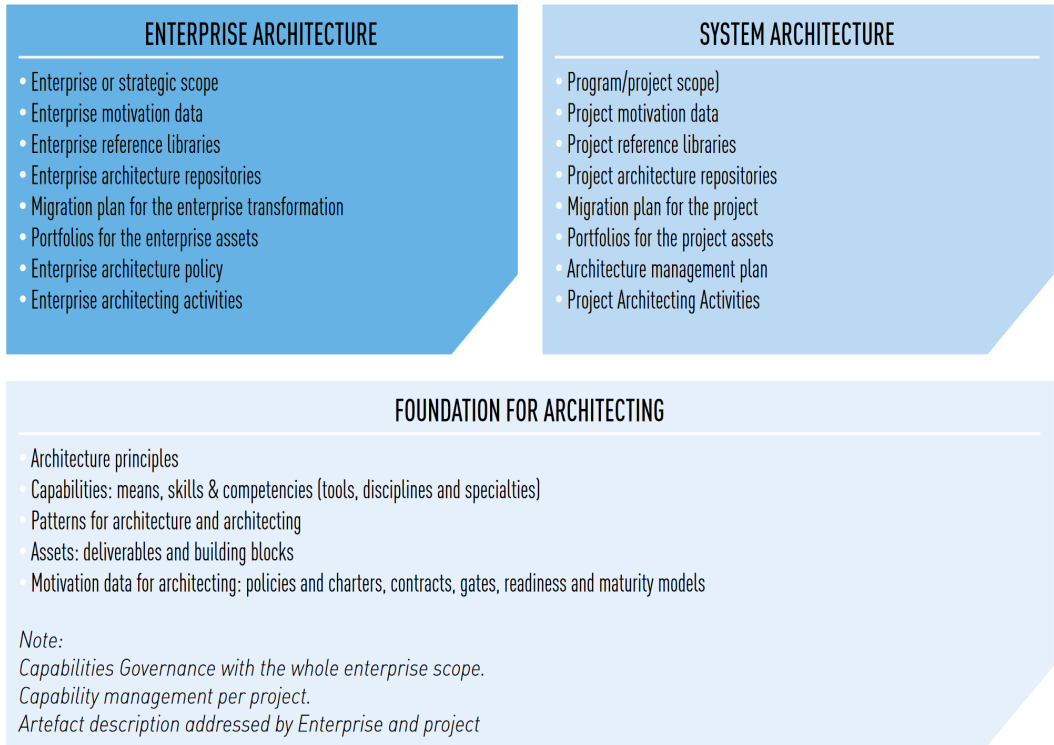 ENTERPRISE ARCHITECTURE
• Enterprise or strategic scope
• Enterprise motivation data
• Enterprise reference libraries
• Enterprise architecture repositories
• Migration plan for the enterprise transformation
• Portfolios for the enterprise assets
• Enterprise architecture policy
• Enterprise architecting activities
SYSTEM ARCHITECTURE
• Program/project scope)
• Project motivation data
• Project reference libraries
• Project architecture repositories
• Migration plan for the project
• Portfolios for the project assets
• Architecture management plan
• Project Architecting Activities
FOUNDATION FOR ARCHITECTING
• Architecture principles
• Capabilities: means, skills & competencies (tools, disciplines and specialties)
• Patterns for architecture and architecting
• Assets: deliverables and building blocks
• Motivation data for architecting: policies and charters, contracts, gates, readiness and maturity models
Note:
Capabilities Governance with the whole enterprise scope.
Capability management per project.
Artefact description addressed by Enterprise and project